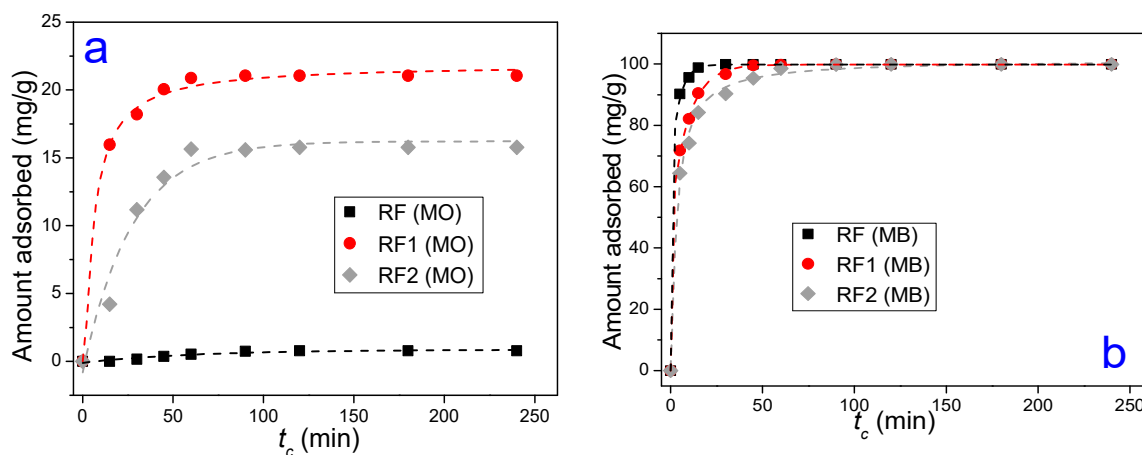 a
Amount adsorbed (mg/g)
25
20
15
10
5
0
RF (MO)
RF1 (MO)
RF2 (MO)
0 50 100 150 200 250
t_c (min)
Amount adsorbed (mg/g)
100
80
60
40
20
0
RF (MB)
RF1 (MB)
RF2 (MB)
b
0 50 100 150 200 250
t_c (min)